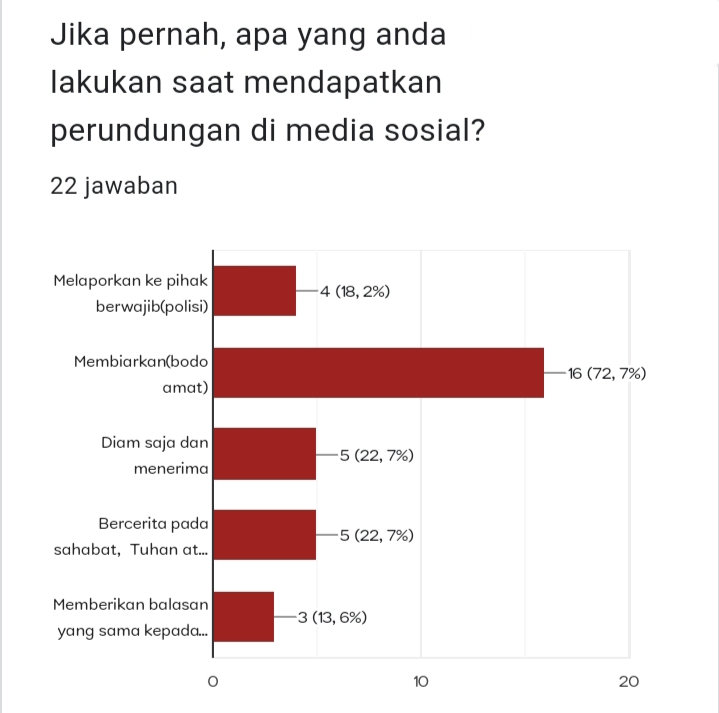 Jika pernah, apa yang anda
lakukan saat mendapatkan
perundungan di media sosial?
22 jawaban
Melaporkan ke pihak
berwajib(polisi)
4 (18, 2%)
Membiarkan(bodo
amat)
16 (72, 7%)
Diam saja dan
menerima
5 (22, 7%)
Bercerita pada
sahabat, Tuhan at...
5 (22, 7%)
Memberikan balasan
yang sama kepada...
3 (13, 6%)
0 10 20